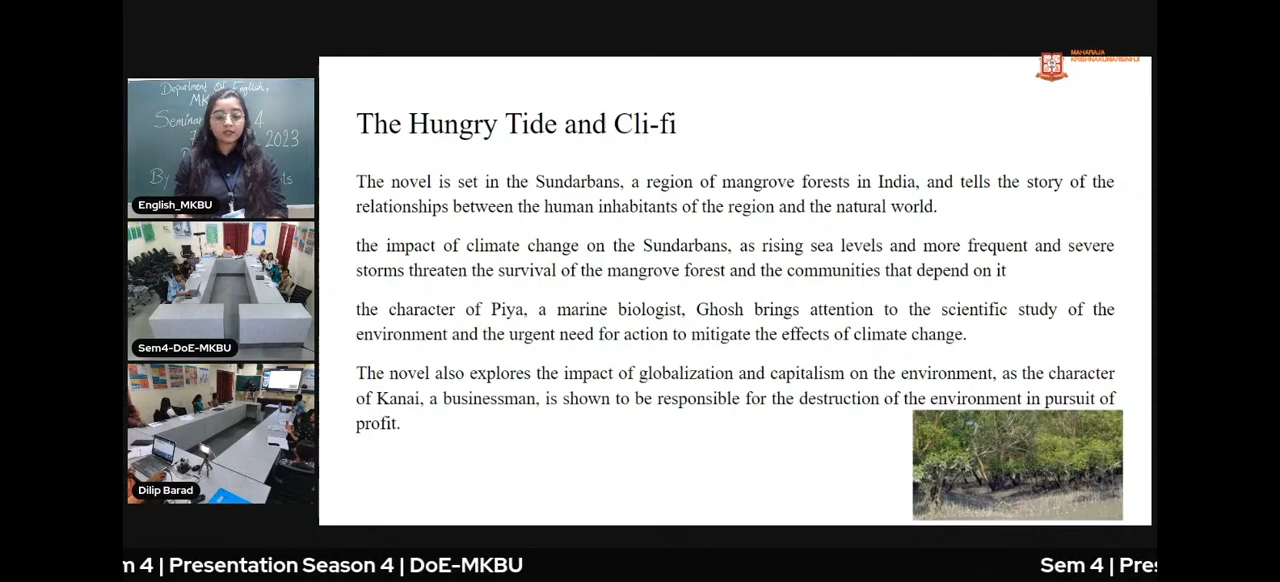 MAHARAJA
KRISHNAKUMARSINHJI
Department Of English,
MK
Seminar 4
2023
By nts
English_MKBU
Sem4-DoE-MKBU
Dilip Barad
The Hungry Tide and Cli-fi
The novel is set in the Sundarbans, a region of mangrove forests in India, and tells the story of the
relationships between the human inhabitants of the region and the natural world.
the impact of climate change on the Sundarbans, as rising sea levels and more frequent and severe
storms threaten the survival of the mangrove forest and the communities that depend on it
the character of Piya, a marine biologist, Ghosh brings attention to the scientific study of the
environment and the urgent need for action to mitigate the effects of climate change.
The novel also explores the impact of globalization and capitalism on the environment, as the character
of Kanai, a businessman, is shown to be responsible for the destruction of the environment in pursuit of
profit.
m 4 | Presentation Season 4 | DoE-MKBU
Sem 4 | Pres